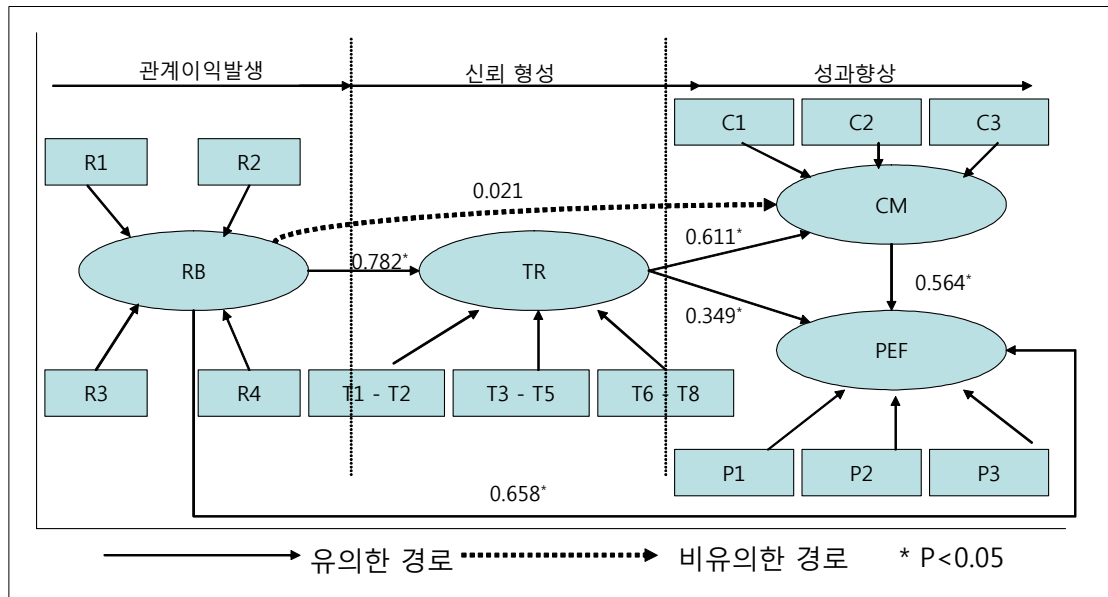 관계이익발생
신뢰 형성
성과향상
C1
C2
C3
R1
R2
0.021
CM
RB
0.782*
TR
0.611*
0.564*
0.349*
PEF
R3
R4
T1 - T2
T3 - T5
T6 - T8
P1
P2
P3
0.658*
유의한 경로
비유의한 경로
* P<0.05